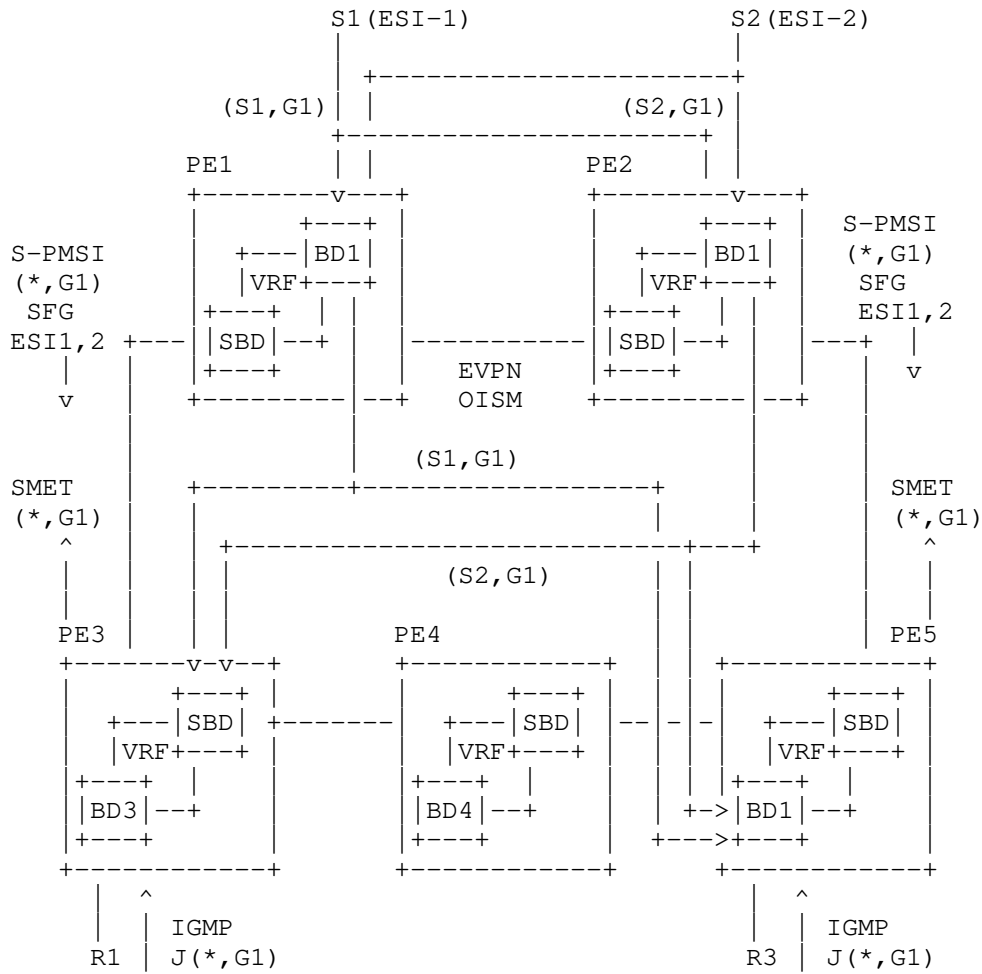 S1(ESI-1) S2(ESI-2)
(S1,G1) (S2,G1)
PE1 PE2
S-PMSI BD1 BD1 S-PMSI
(*,G1) VRF VRF (*,G1)
SFG SFG
ESI1,2 SBD SBD ESI1,2
EVPN
v OISM v
(S1,G1)
SMET SMET
(*,G1) (*,G1)
(S2,G1)
PE3 PE4 PE5
SBD SBD SBD
VRF VRF VRF
BD3 BD4 BD1
IGMP IGMP
R1 J(*,G1) R3 J(*,G1)